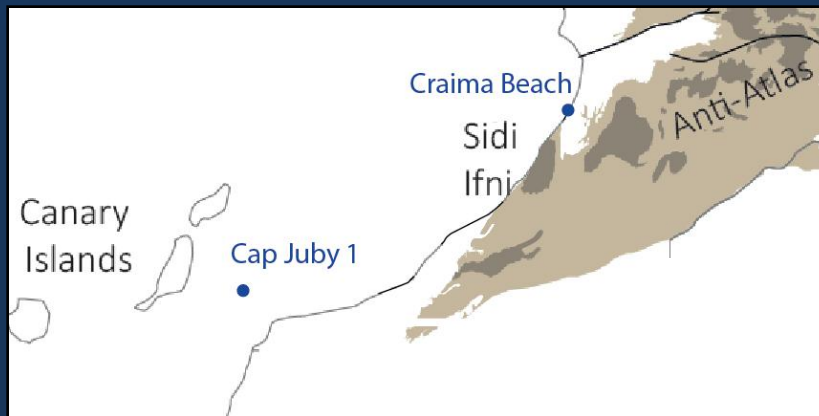 Craima Beach
Anti-Atlas
Sidi
Ifni
Canary
Islands
Cap Juby 1